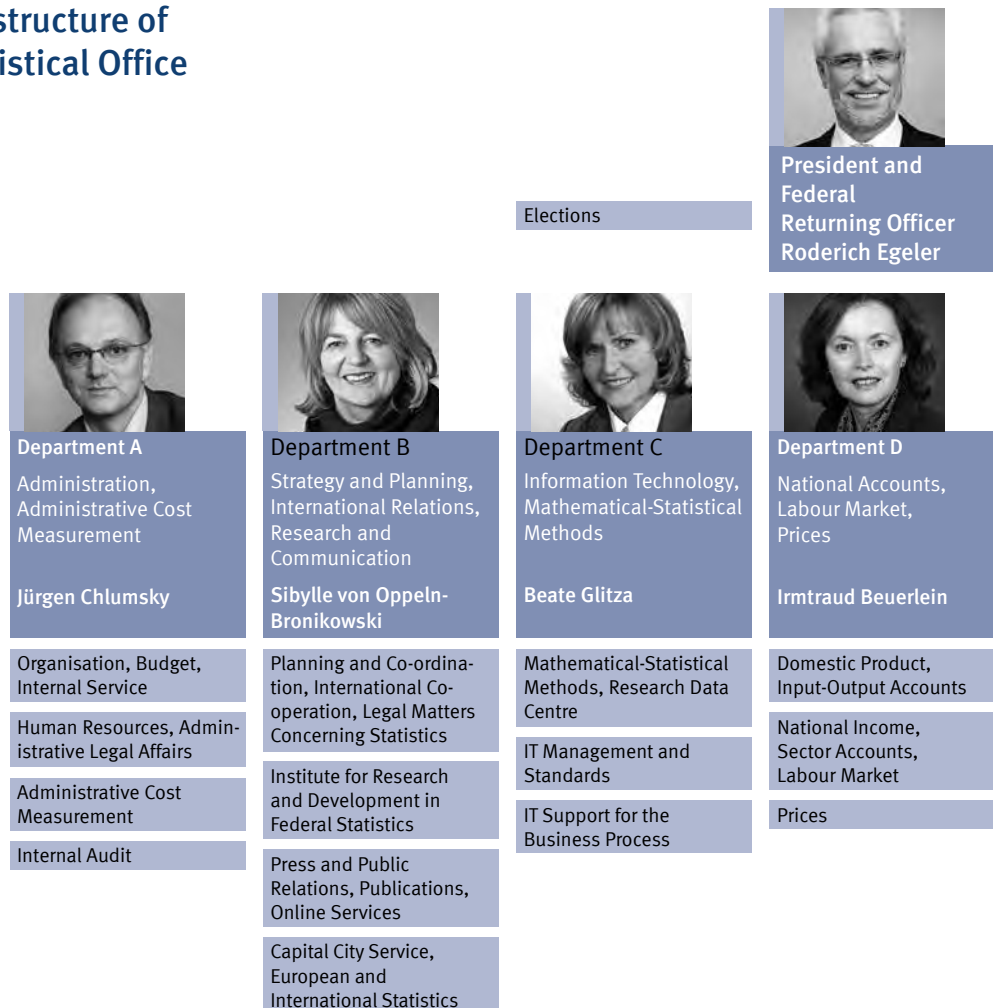 structure of
istical Office
President and
Federal
Returning Officer
Roderich Egeler
Elections
Department A
Administration,
Administrative Cost
Measurement
Jürgen Chlumsky
Organisation, Budget,
Internal Service
Human Resources, Admin-
istrative Legal Affairs
Administrative Cost
Measurement
Internal Audit
Department B
Strategy and Planning,
International Relations,
Research and
Communication
Sibylle von Oppeln-
Bronikowski
Planning and Co-ordina-
tion, International Co-
operation, Legal Matters
Concerning Statistics
Institute for Research
and Development in
Federal Statistics
Press and Public
Relations, Publications,
Online Services
Capital City Service,
European and
International Statistics
Department C
Information Technology,
Mathematical-Statistical
Methods
Beate Glitza
Mathematical-Statistical
Methods, Research Data
Centre
IT Management and
Standards
IT Support for the
Business Process
Department D
National Accounts,
Labour Market,
Prices
Irmtraud Beuerlein
Domestic Product,
Input-Output Accounts
National Income,
Sector Accounts,
Labour Market
Prices